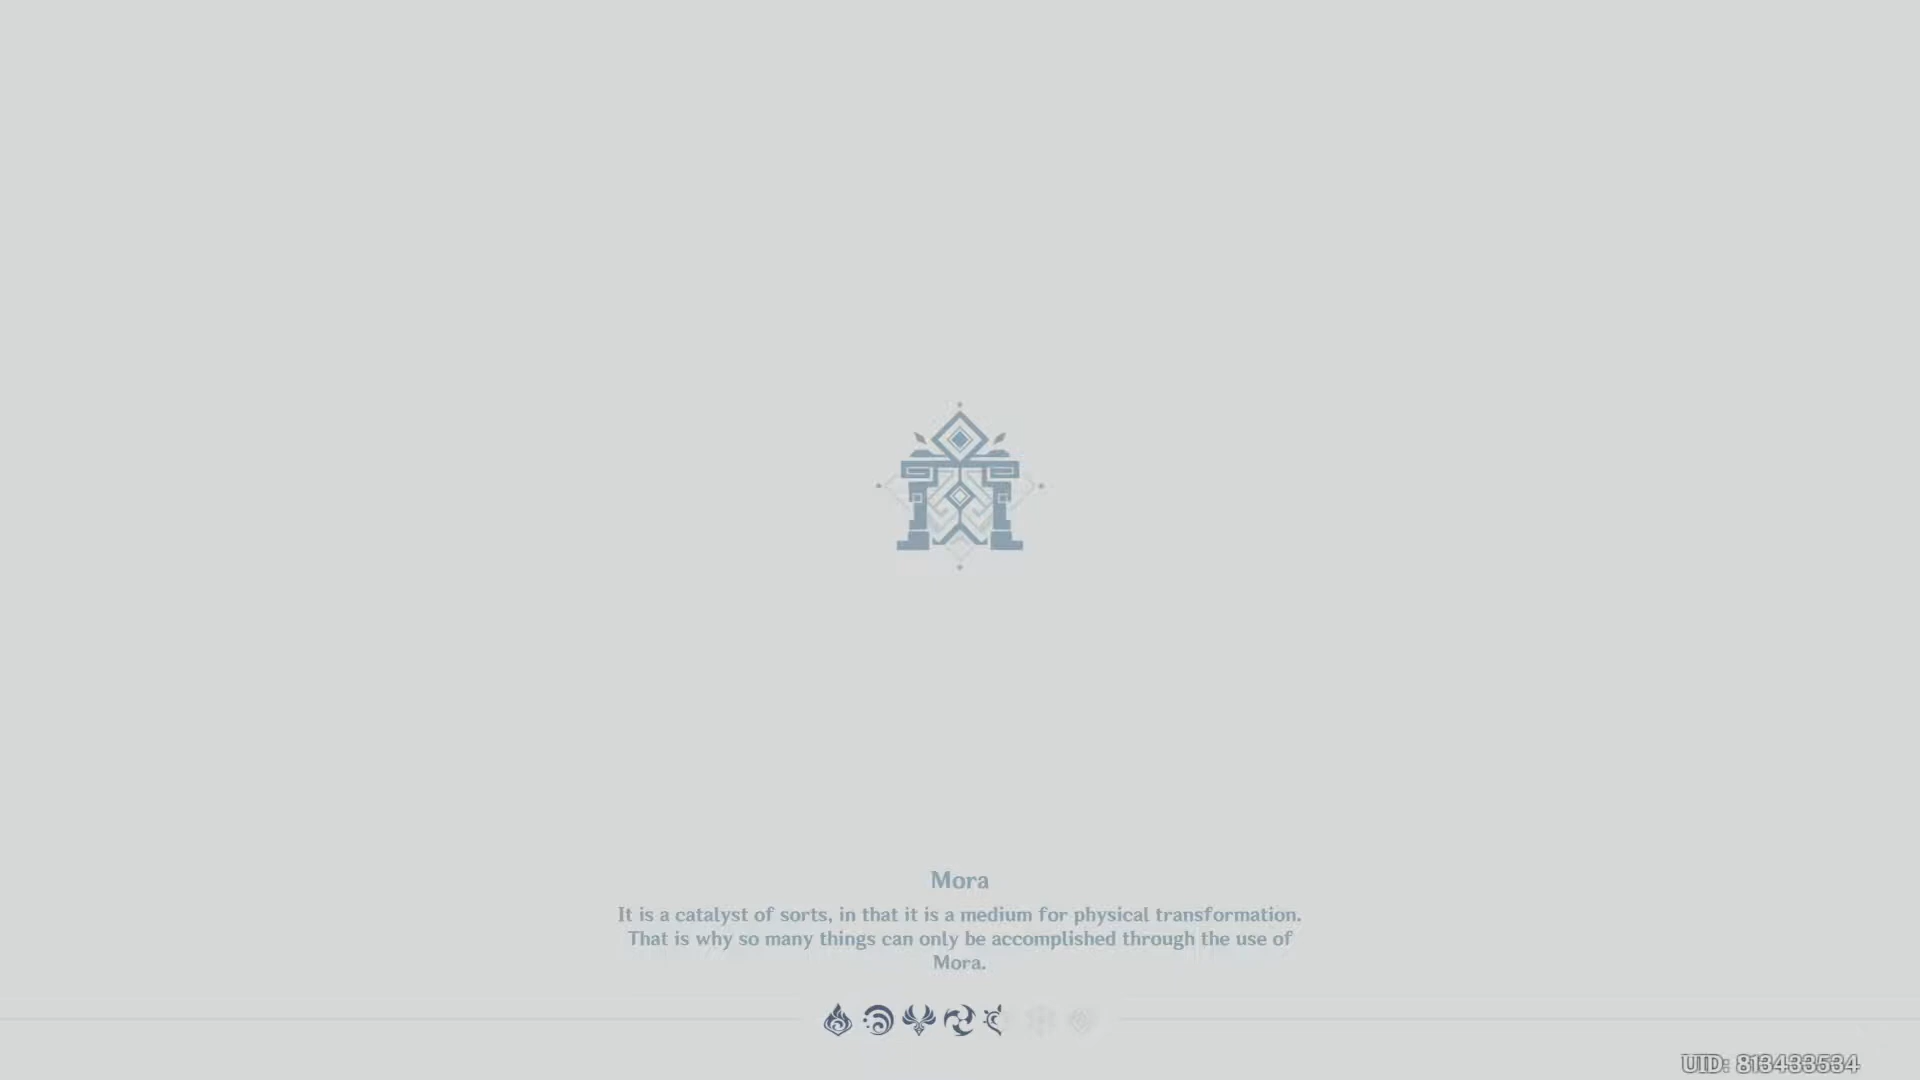 Mora
It is a catalyst of sorts, in that it is a medium for physical transformation.
That is why so many things can only be accomplished through the use of
Mora.
UID: 813433534